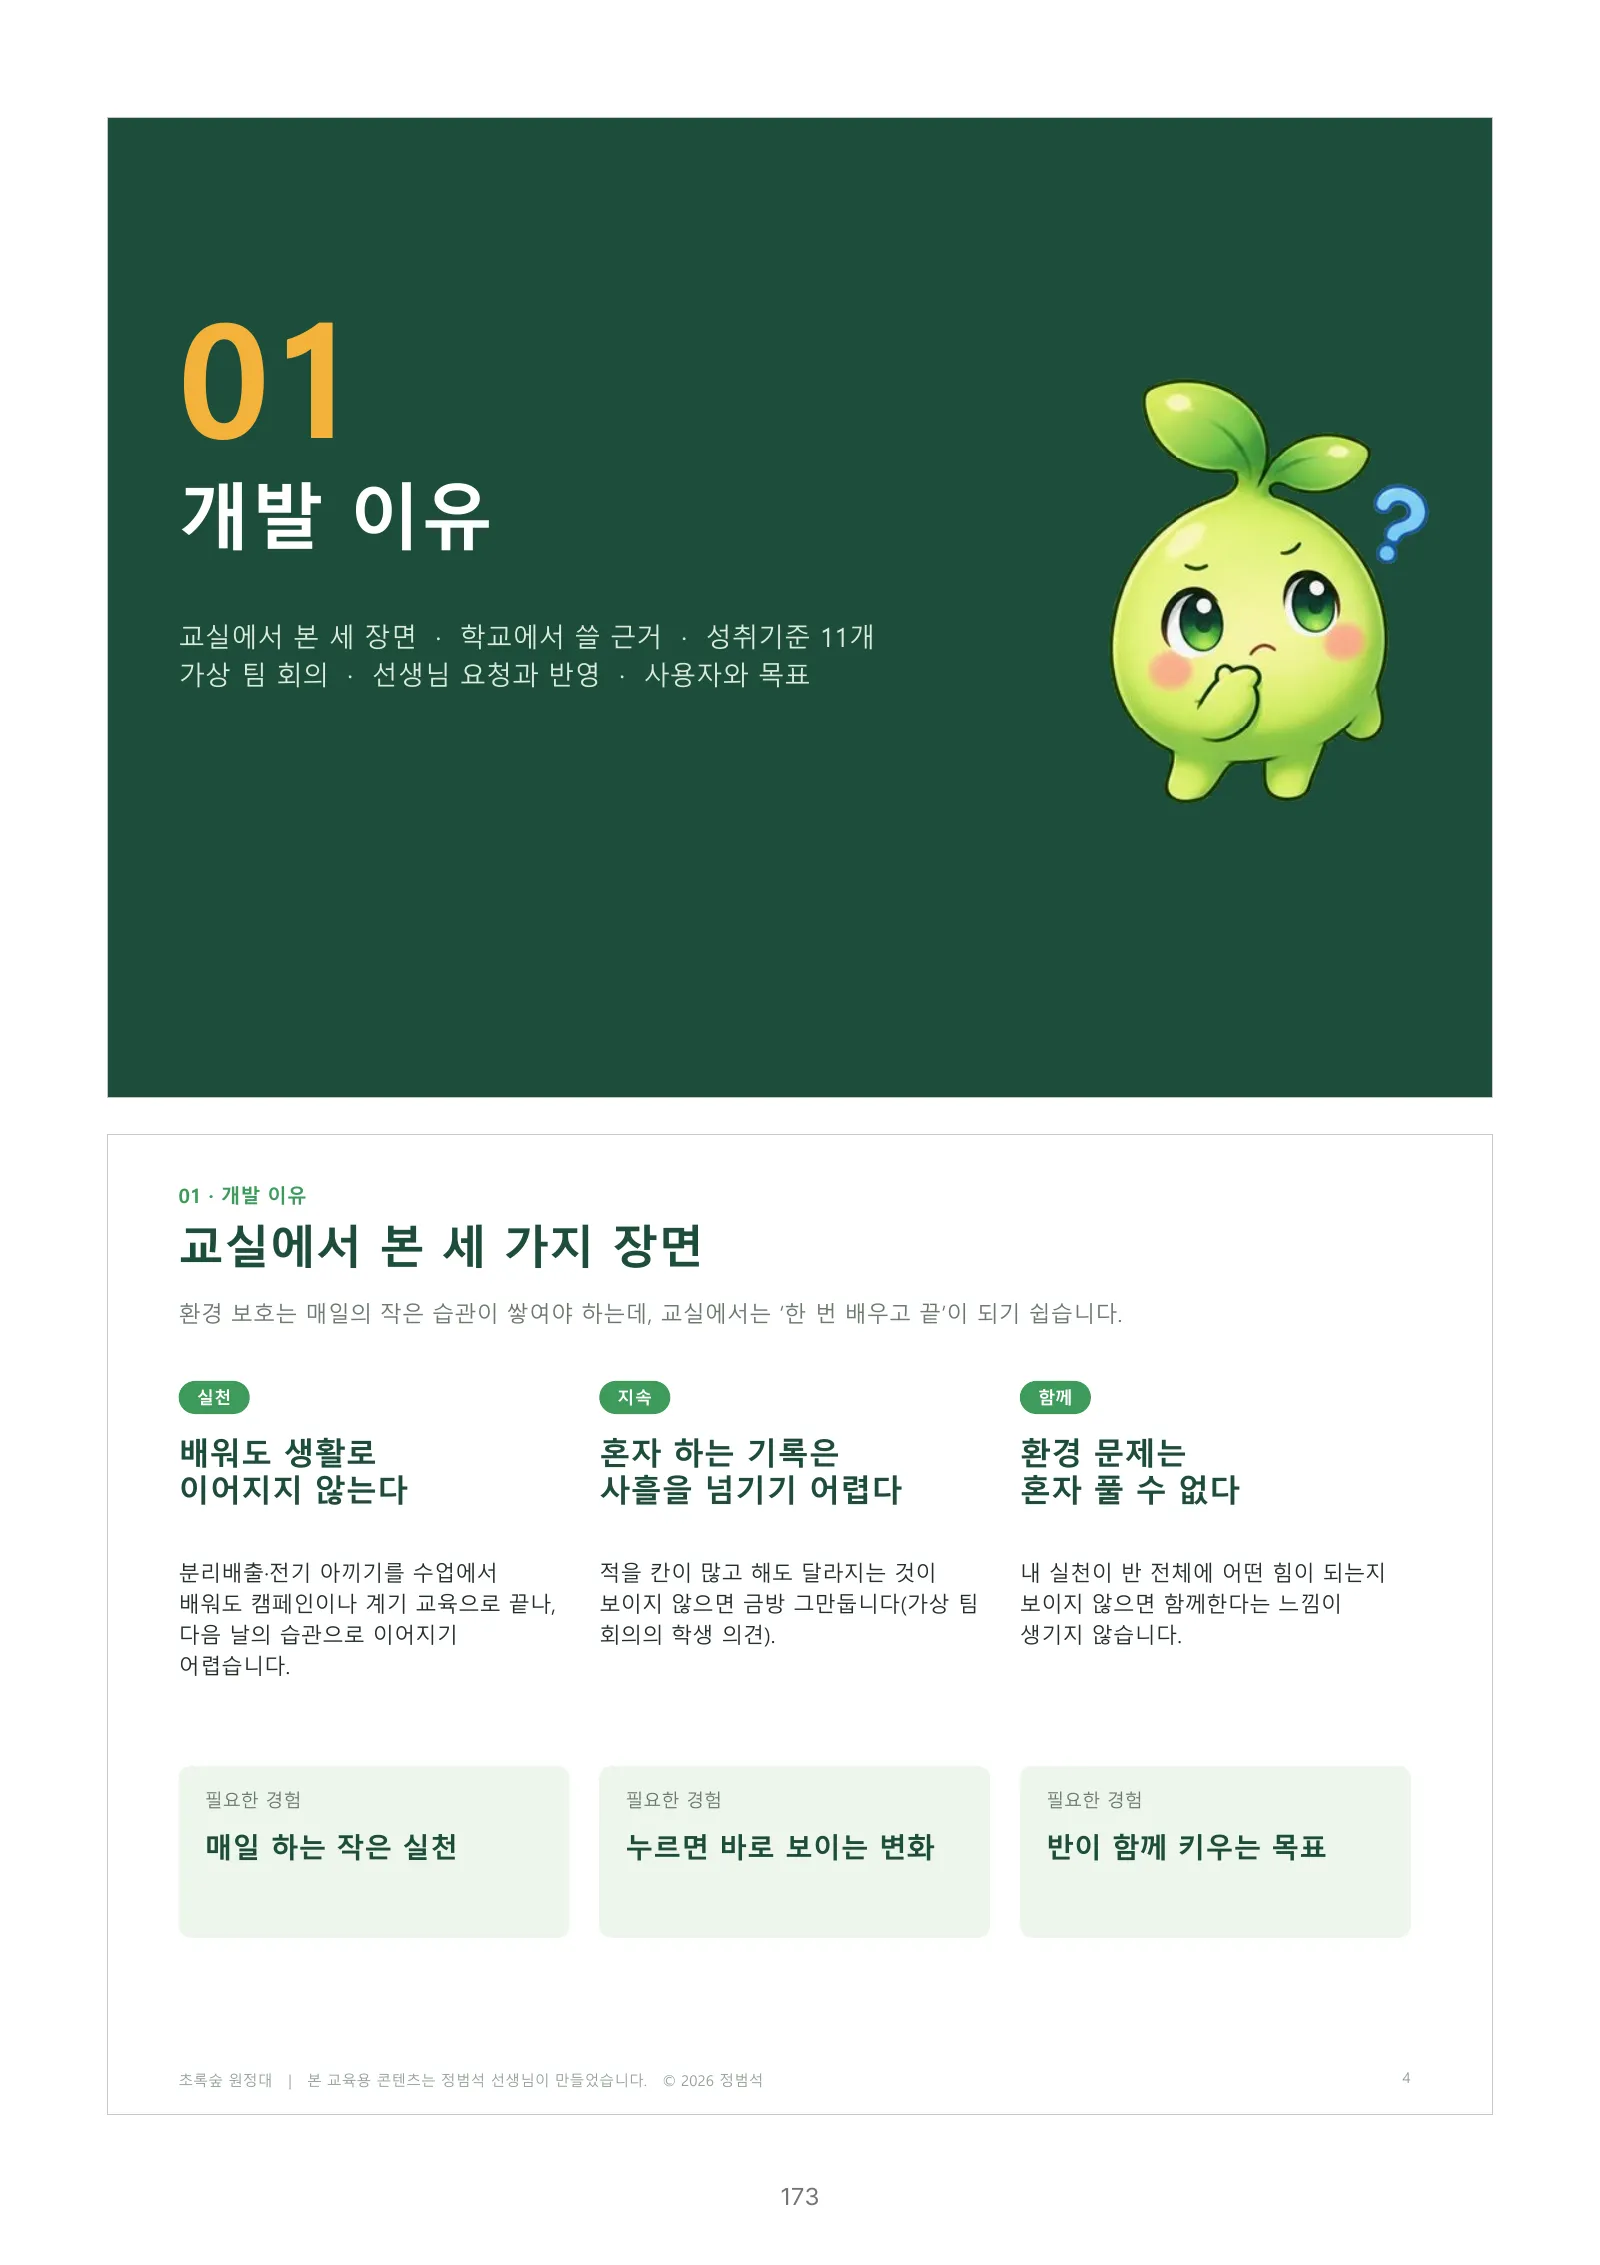 01
개발 이유
교실에서 본 세 장면 · 학교에서 쓸 근거 · 성취기준 11개
가상 팀 회의 · 선생님 요청과 반영 · 사용자와 목표
?
01 · 개발 이유
교실에서 본 세 가지 장면
환경 보호는 매일의 작은 습관이 쌓여야 하는데, 교실에서는 ‘한 번 배우고 끝’이 되기 쉽습니다.
실천
배워도 생활로
이어지지 않는다
분리배출·전기 아끼기를 수업에서
배워도 캠페인이나 계기 교육으로 끝나,
다음 날의 습관으로 이어지기
어렵습니다.
필요한 경험
매일 하는 작은 실천
지속
혼자 하는 기록은
사흘을 넘기기 어렵다
적을 칸이 많고 해도 달라지는 것이
보이지 않으면 금방 그만둡니다(가상 팀
회의의 학생 의견).
필요한 경험
누르면 바로 보이는 변화
함께
환경 문제는
혼자 풀 수 없다
내 실천이 반 전체에 어떤 힘이 되는지
보이지 않으면 함께한다는 느낌이
생기지 않습니다.
필요한 경험
반이 함께 키우는 목표
초록숲 원정대 | 본 교육용 콘텐츠는 정범석 선생님이 만들었습니다. © 2026 정범석
4
173